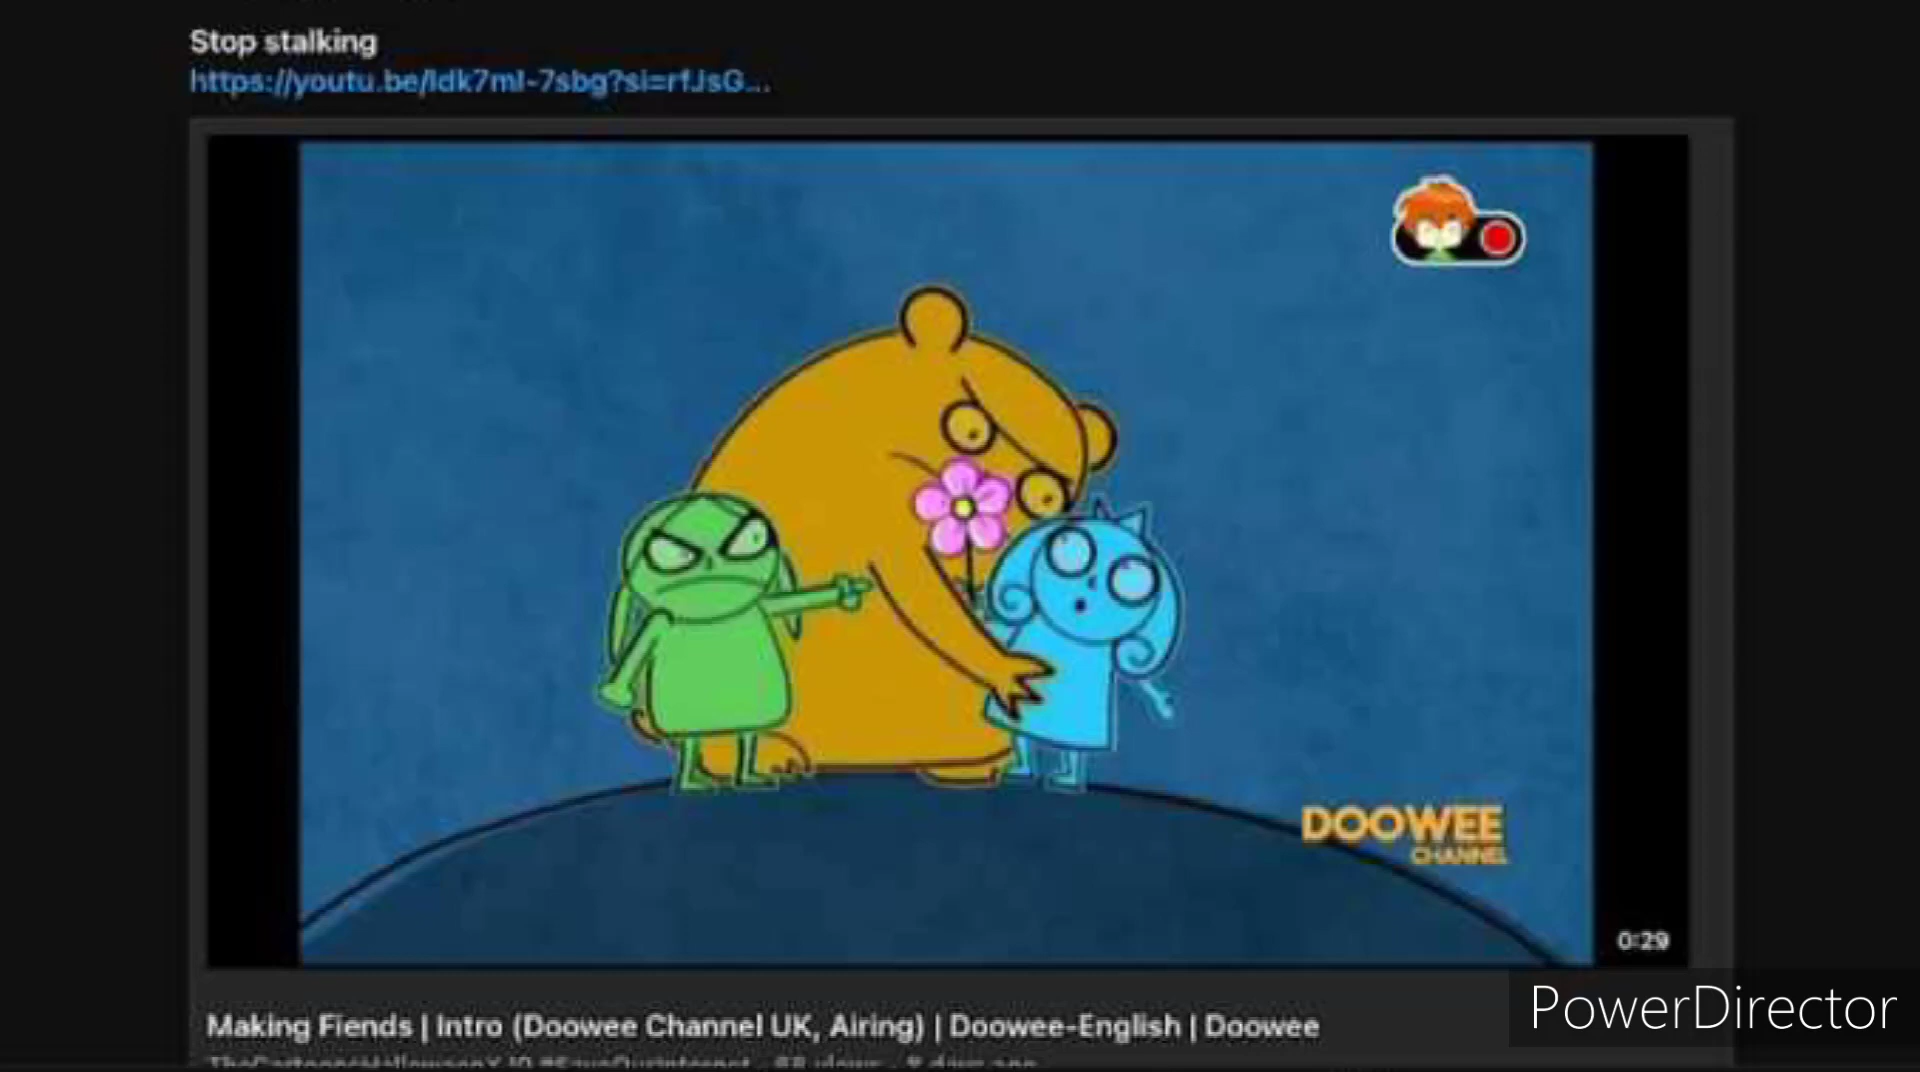 Stop stalking
https://youtu.be/ldk7ml-7sbg?si=rfJsG...
DOOWEE
CHANNEL
0:29
Making Fiends | Intro (Doowee Channel UK, Airing) | Doowee-English | Doowee
PowerDirector